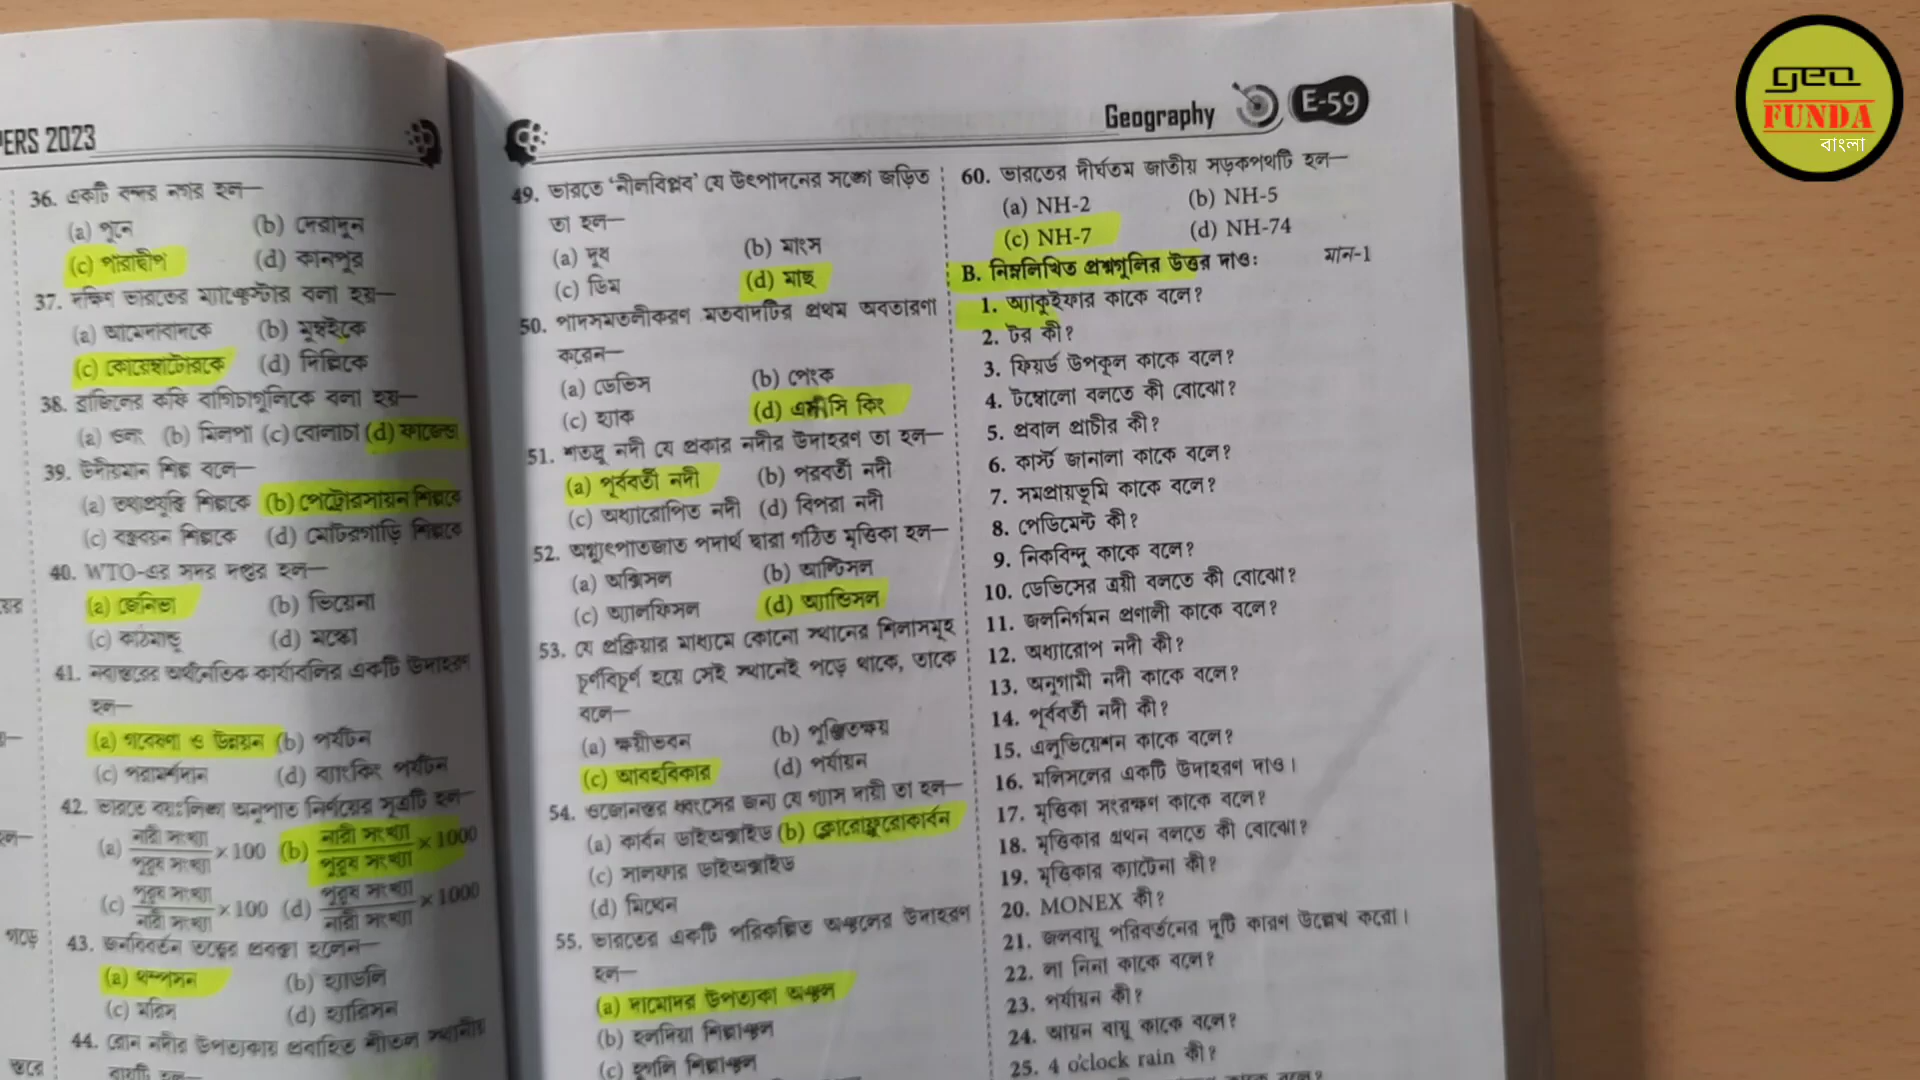 PERS 2023
36. একটি বন্দর নগর হল—
(a) পুনে (b) দেরাদুন
(c) পারাদ্বীপ (d) কানপুর
37. দক্ষিণ ভারতের ম্যাঞ্চেস্টার বলা হয়—
(a) আমেদাবাদকে (b) মুম্বইকে
(c) কোয়েম্বাটোরকে (d) দিল্লিকে
38. ব্রাজিলের কফি বাগিচাগুলিকে বলা হয়—
(a) (b) মিলপা (c) (d) ফাজেন্ডা
39. উদীয়মান শিল্প বলে—
(a) তথ্যপ্রযুক্তি শিল্পকে (b) পেট্রোরসায়ন শিল্পকে
(c) বস্ত্রবয়ন শিল্পকে (d) মোটরগাড়ি শিল্পকে
40. WTO-এর সদর দপ্তর হল—
(a) জেনিভা (b) ভিয়েনা
(c) কাঠমান্ডু (d) মস্কো
41. নবস্তরের অর্থনৈতিক কার্যাবলির একটি উদাহরণ
হল—
(a) গবেষণা ও উন্নয়ন (b) পর্যটন
(c) পরামর্শদান (d) ব্যাংকিং পর্যটন
42. ভারতে বয়ঃলিঙ্গ অনুপাত নির্ণয়ের সূত্রটি হল—
(a) নারী সংখ্যা / পুরুষ সংখ্যা × 100 (b) নারী সংখ্যা / পুরুষ সংখ্যা × 1000
(c) পুরুষ সংখ্যা / নারী সংখ্যা × 100 (d) পুরুষ সংখ্যা / নারী সংখ্যা × 1000
43. জনবিবর্তন তত্ত্বের প্রবক্তা হলেন—
(a) থম্পসন (b) হ্যাডলি
(c) মরিস (d) হ্যারিসন
44. রোন নদীর উপত্যকায় প্রবাহিত শীতল স্থানীয়
বায়ুটি হল—
Geography E-59
49. ভারতে ‘নীলবিপ্লব’ যে উৎপাদনের সঙ্গে জড়িত
তা হল—
(a) দুধ (b) মাংস
(c) ডিম (d) মাছ
50. পাদসমতলীকরণ মতবাদটির প্রথম অবতারণা
করেন—
(a) ডেভিস (b) পেংক
(c) হ্যাক (d) এল সি কিং
51. শতদ্রু নদী যে প্রকার নদীর উদাহরণ তা হল—
(a) পূর্ববর্তী নদী (b) পরবর্তী নদী
(c) অধ্যারোপিত নদী (d) বিপরা নদী
52. অগ্ন্যুৎপাতজাত পদার্থ দ্বারা গঠিত মৃত্তিকা হল—
(a) অক্সিসল (b) আল্টিসল
(c) অ্যালফিসল (d) অ্যান্ডিসল
53. যে প্রক্রিয়ার মাধ্যমে কোনো স্থানের শিলাসমূহ
চূর্ণবিচূর্ণ হয়ে সেই স্থানেই পড়ে থাকে, তাকে
বলে—
(a) ক্ষয়ীভবন (b) পুঞ্জিতক্ষয়
(c) আবহবিকার (d) পর্যায়ন
54. ওজোনস্তর ধ্বংসের জন্য যে গ্যাস দায়ী তা হল—
(a) কার্বন ডাইঅক্সাইড (b) ক্লোরোফ্লুরোকার্বন
(c) সালফার ডাইঅক্সাইড
(d) মিথেন
55. ভারতের একটি পরিকল্পিত অঞ্চলের উদাহরণ
হল—
(a) দামোদর উপত্যকা অঞ্চল
(b) হলদিয়া শিল্পাঞ্চল
(c) হুগলি শিল্পাঞ্চল
60. ভারতের দীর্ঘতম জাতীয় সড়কপথটি হল—
(a) NH-2 (b) NH-5
(c) NH-7 (d) NH-74
B. নিম্নলিখিত প্রশ্নগুলির উত্তর দাও: মান-1
1. অ্যাকুইফার কাকে বলে?
2. টর কী?
3. ফিয়র্ড উপকূল কাকে বলে?
4. টম্বোলো বলতে কী বোঝো?
5. প্রবাল প্রাচীর কী?
6. কার্স্ট জানালা কাকে বলে?
7. সমপ্রায়ভূমি কাকে বলে?
8. পেডিমেন্ট কী?
9. নিকবিন্দু কাকে বলে?
10. ডেভিসের ত্রয়ী বলতে কী বোঝো?
11. জলনির্গমন প্রণালী কাকে বলে?
12. অধ্যারোপ নদী কী?
13. অনুগামী নদী কাকে বলে?
14. পূর্ববর্তী নদী কী?
15. এলুভিয়েশন কাকে বলে?
16. মলিসলের একটি উদাহরণ দাও।
17. মৃত্তিকা সংরক্ষণ কাকে বলে?
18. মৃত্তিকার গ্রথন বলতে কী বোঝো?
19. মৃত্তিকার ক্যাটেনা কী?
20. MONEX কী?
21. জলবায়ু পরিবর্তনের দুটি কারণ উল্লেখ করো।
22. লা নিনা কাকে বলে?
23. পর্যায়ন কী?
24. আয়ন বায়ু কাকে বলে?
25. 4 o'clock rain কী?
geo
FUNDA
বাংলা